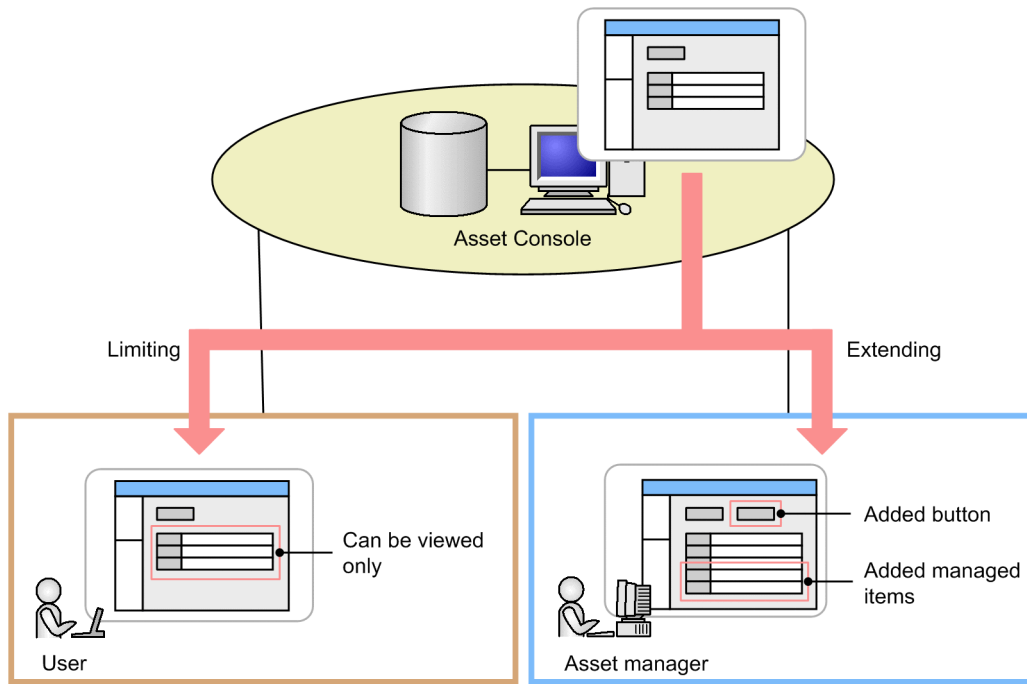 Asset Console
Limiting
Extending
Can be viewed
only
User
Added button
Added managed
items
Asset manager